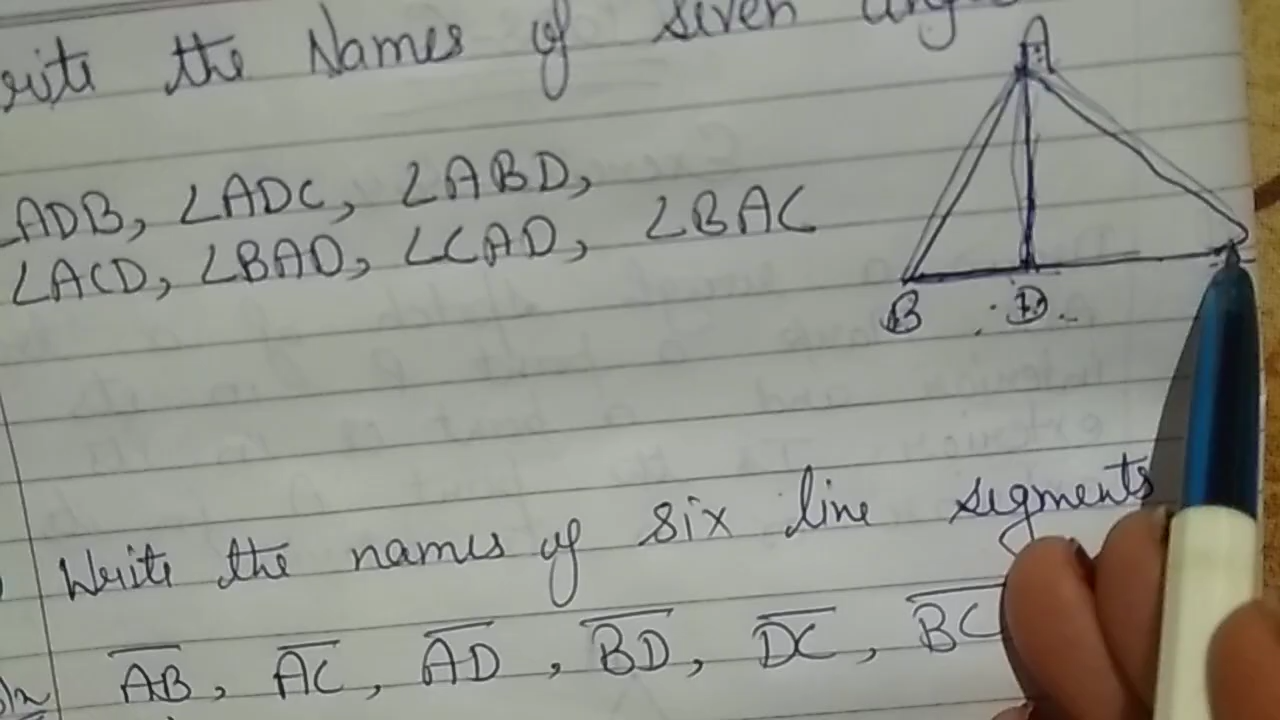 the Names of given
A
∠ADB, ∠ADC, ∠ABD,
∠ACD, ∠BAD, ∠CAD, ∠BAC
B D
Write the names of six line segments
AB, AC, AD, BD, DC, BC